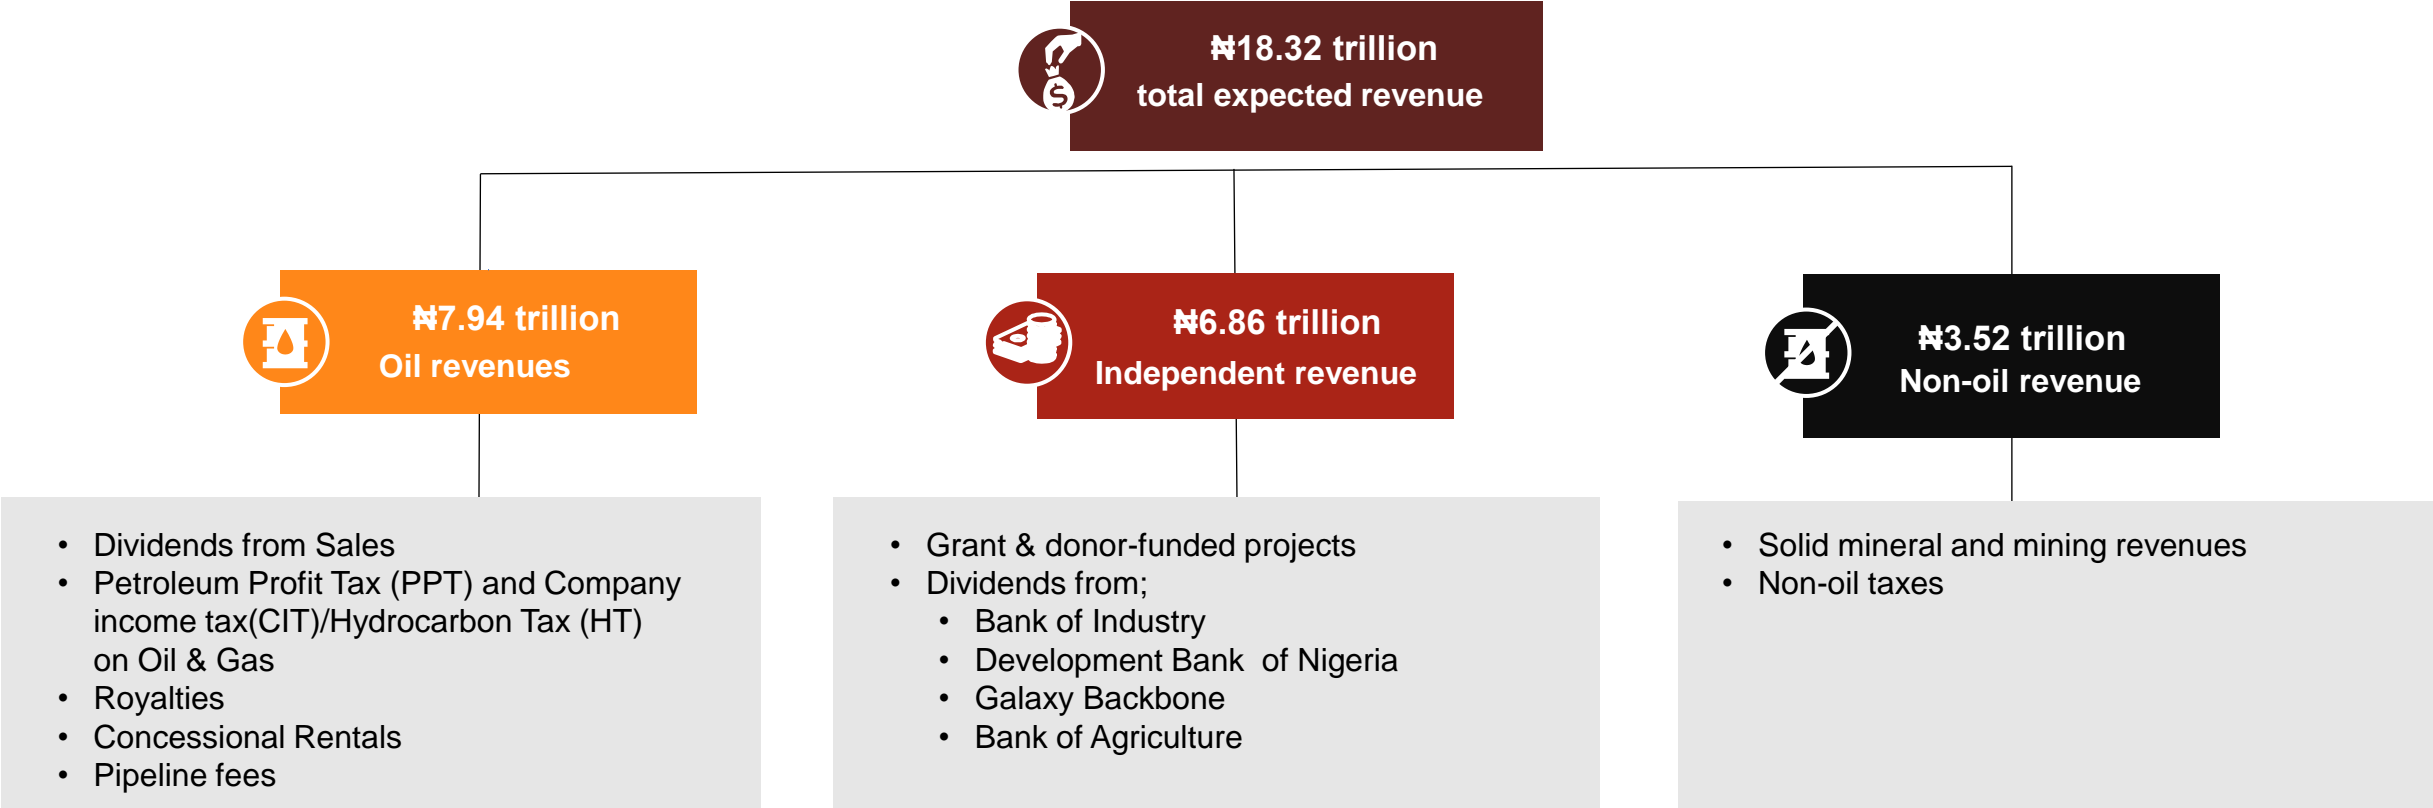 ₦18.32 trillion
total expected revenue
₦7.94 trillion
Oil revenues
₦6.86 trillion
Independent revenue
₦3.52 trillion
Non-oil revenue
• Dividends from Sales
• Petroleum Profit Tax (PPT) and Company
income tax(CIT)/Hydrocarbon Tax (HT)
on Oil & Gas
• Royalties
• Concessional Rentals
• Pipeline fees
• Grant & donor-funded projects
• Dividends from;
• Bank of Industry
• Development Bank  of Nigeria
• Galaxy Backbone
• Bank of Agriculture
• Solid mineral and mining revenues
• Non-oil taxes